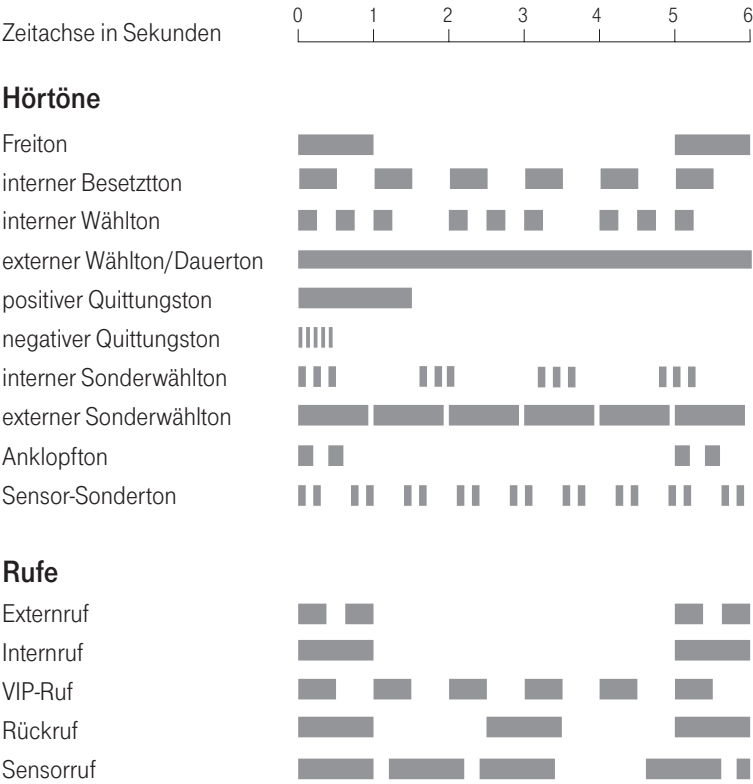 Zeitachse in Sekunden 0 1 2 3 4 5 6
Hörtöne
Freiton
interner Besetztton
interner Wählton
externer Wählton/Dauerton
positiver Quittungston
negativer Quittungston
interner Sonderwählton
externer Sonderwählton
Anklopfton
Sensor-Sonderton
Rufe
Externruf
Internruf
VIP-Ruf
Rückruf
Sensorruf